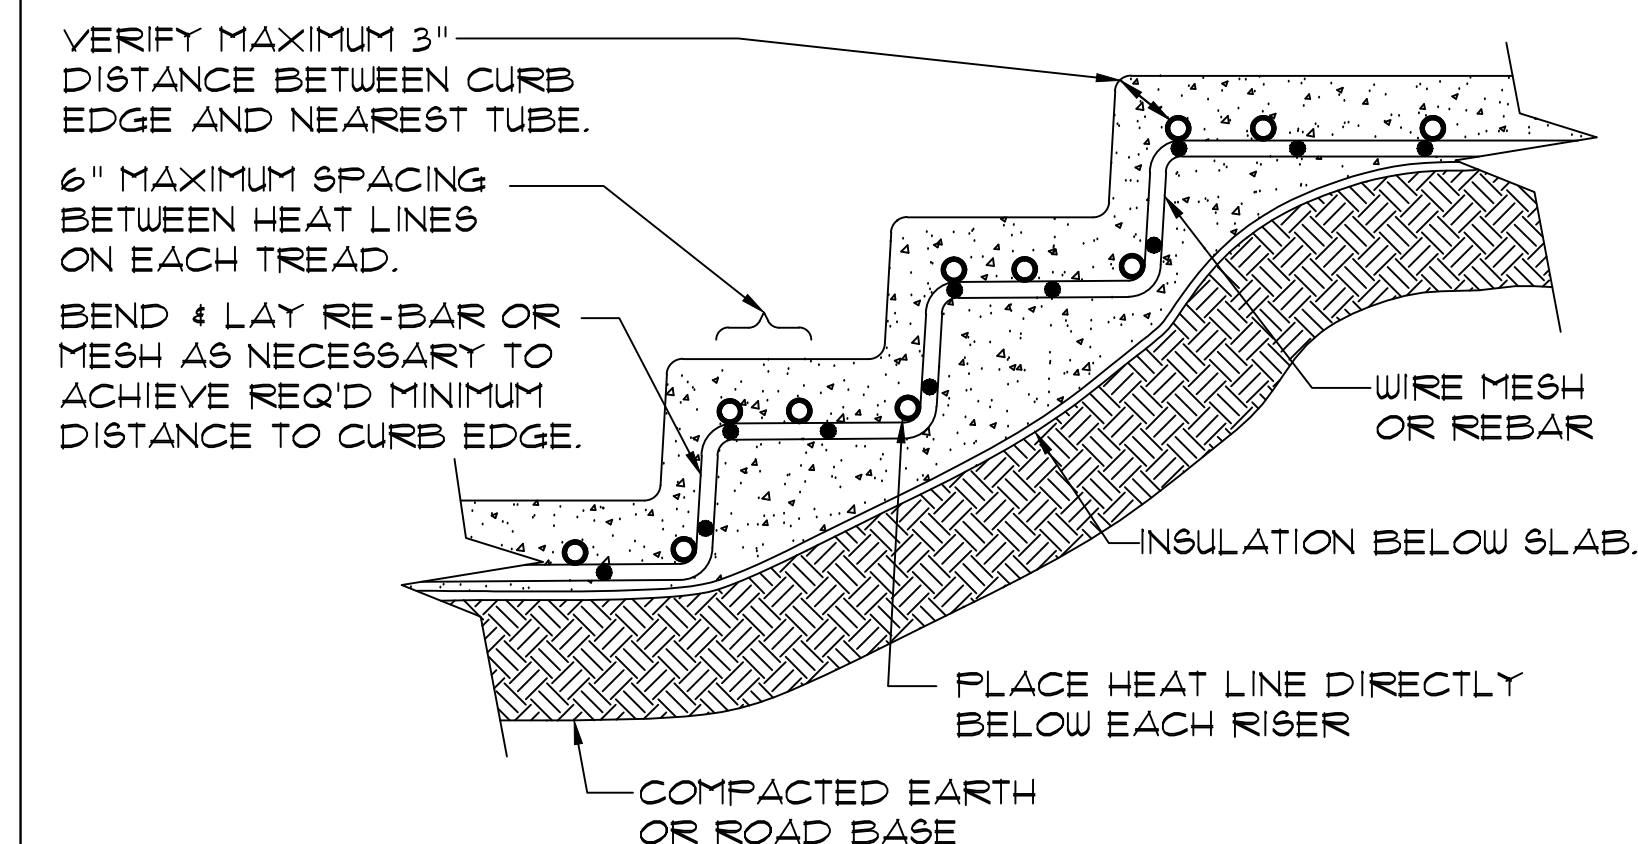 VERIFY MAXIMUM 3"
DISTANCE BETWEEN CURB
EDGE AND NEAREST TUBE.
6" MAXIMUM SPACING
BETWEEN HEAT LINES
ON EACH TREAD.
BEND & LAY RE-BAR OR
MESH AS NECESSARY TO
ACHIEVE REQ'D MINIMUM
DISTANCE TO CURB EDGE.
WIRE MESH
OR REBAR
INSULATION BELOW SLAB.
PLACE HEAT LINE DIRECTLY
BELOW EACH RISER
COMPACTED EARTH
OR ROAD BASE